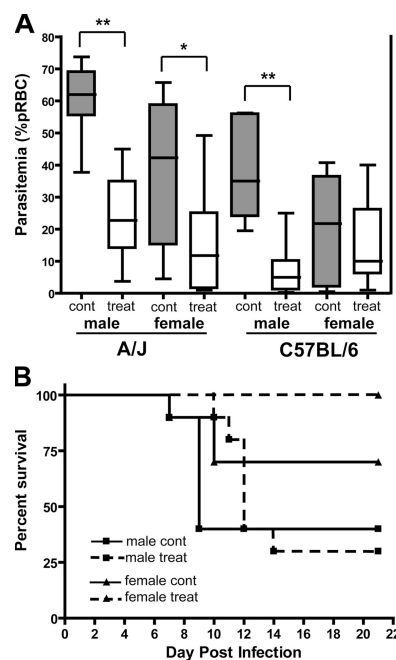 A
** * **
Parasitemia (%pRBC)
80
70
60
50
40
30
20
10
0
cont treat cont treat cont treat cont treat
male female male female
A/J C57BL/6
B
Percent survival
100
75
50
25
male cont
male treat
female cont
female treat
0 2 4 6 8 10 12 14 16 18 20 22
Day Post Infection